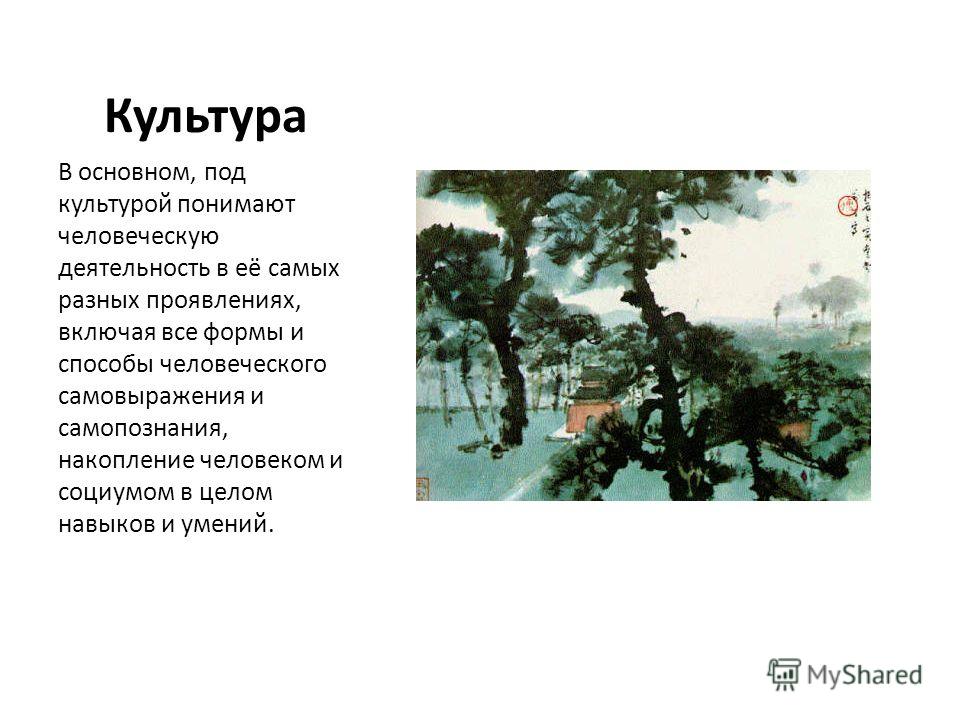 Культура
В основном, под
культурой понимают
человеческую
деятельность в её самых
разных проявлениях,
включая все формы и
способы человеческого
самовыражения и
самопознания,
накопление человеком и
социумом в целом
навыков и умений.
MyShared